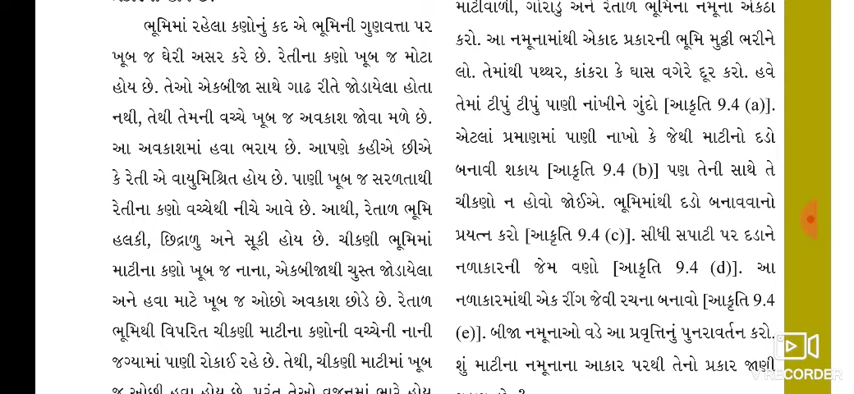 ભૂમિમાં રહેલા કણોનું કદ એ ભૂમિની ગુણવત્તા પર
ખૂબ જ ઘેરી અસર કરે છે. રેતીના કણો ખૂબ જ મોટા
હોય છે. તેઓ એકબીજા સાથે ગાઢ રીતે જોડાયેલા હોતા
નથી, તેથી તેમની વચ્ચે ખૂબ જ અવકાશ જોવા મળે છે.
આ અવકાશમાં હવા ભરાય છે. આપણે કહીએ છીએ
કે રેતી એ વાયુમિશ્રિત હોય છે. પાણી ખૂબ જ સરળતાથી
રેતીના કણો વચ્ચેથી નીચે આવે છે. આથી, રેતાળ ભૂમિ
હલકી, છિદ્રાળુ અને સૂકી હોય છે. ચીકણી ભૂમિમાં
માટીના કણો ખૂબ જ નાના, એકબીજાથી ચુસ્ત જોડાયેલા
અને હવા માટે ખૂબ જ ઓછો અવકાશ છોડે છે. રેતાળ
ભૂમિથી વિપરિત ચીકણી માટીના કણોની વચ્ચેની નાની
જગ્યામાં પાણી રોકાઈ રહે છે. તેથી, ચીકણી માટીમાં ખૂબ
જ ઓછી હવા હોય છે. પરંતુ તેઓ વજનમાં ભારે હોય
માટીવાળી, ગોરાડુ અને રેતાળ ભૂમિના નમૂના એકઠા
કરો. આ નમૂનામાંથી એકાદ પ્રકારની ભૂમિ મુઠ્ઠી ભરીને
લો. તેમાંથી પથ્થર, કાંકરા કે ઘાસ વગેરે દૂર કરો. હવે
તેમાં ટીપું ટીપું પાણી નાંખીને ગુંદો [આકૃતિ 9.4 (a)].
એટલાં પ્રમાણમાં પાણી નાખો કે જેથી માટીનો દડો
બનાવી શકાય [આકૃતિ 9.4 (b)] પણ તેની સાથે તે
ચીકણો ન હોવો જોઈએ. ભૂમિમાંથી દડો બનાવવાનો
પ્રયત્ન કરો [આકૃતિ 9.4 (c)]. સીધી સપાટી પર દડાને
નળાકારની જેમ વણો [આકૃતિ 9.4 (d)]. આ
નળાકારમાંથી એક રીંગ જેવી રચના બનાવો [આકૃતિ 9.4
(e)]. બીજા નમૂનાઓ વડે આ પ્રવૃત્તિનું પુનરાવર્તન કરો.
શું માટીના નમૂનાના આકાર પરથી તેનો પ્રકાર જાણી
V RECORDER